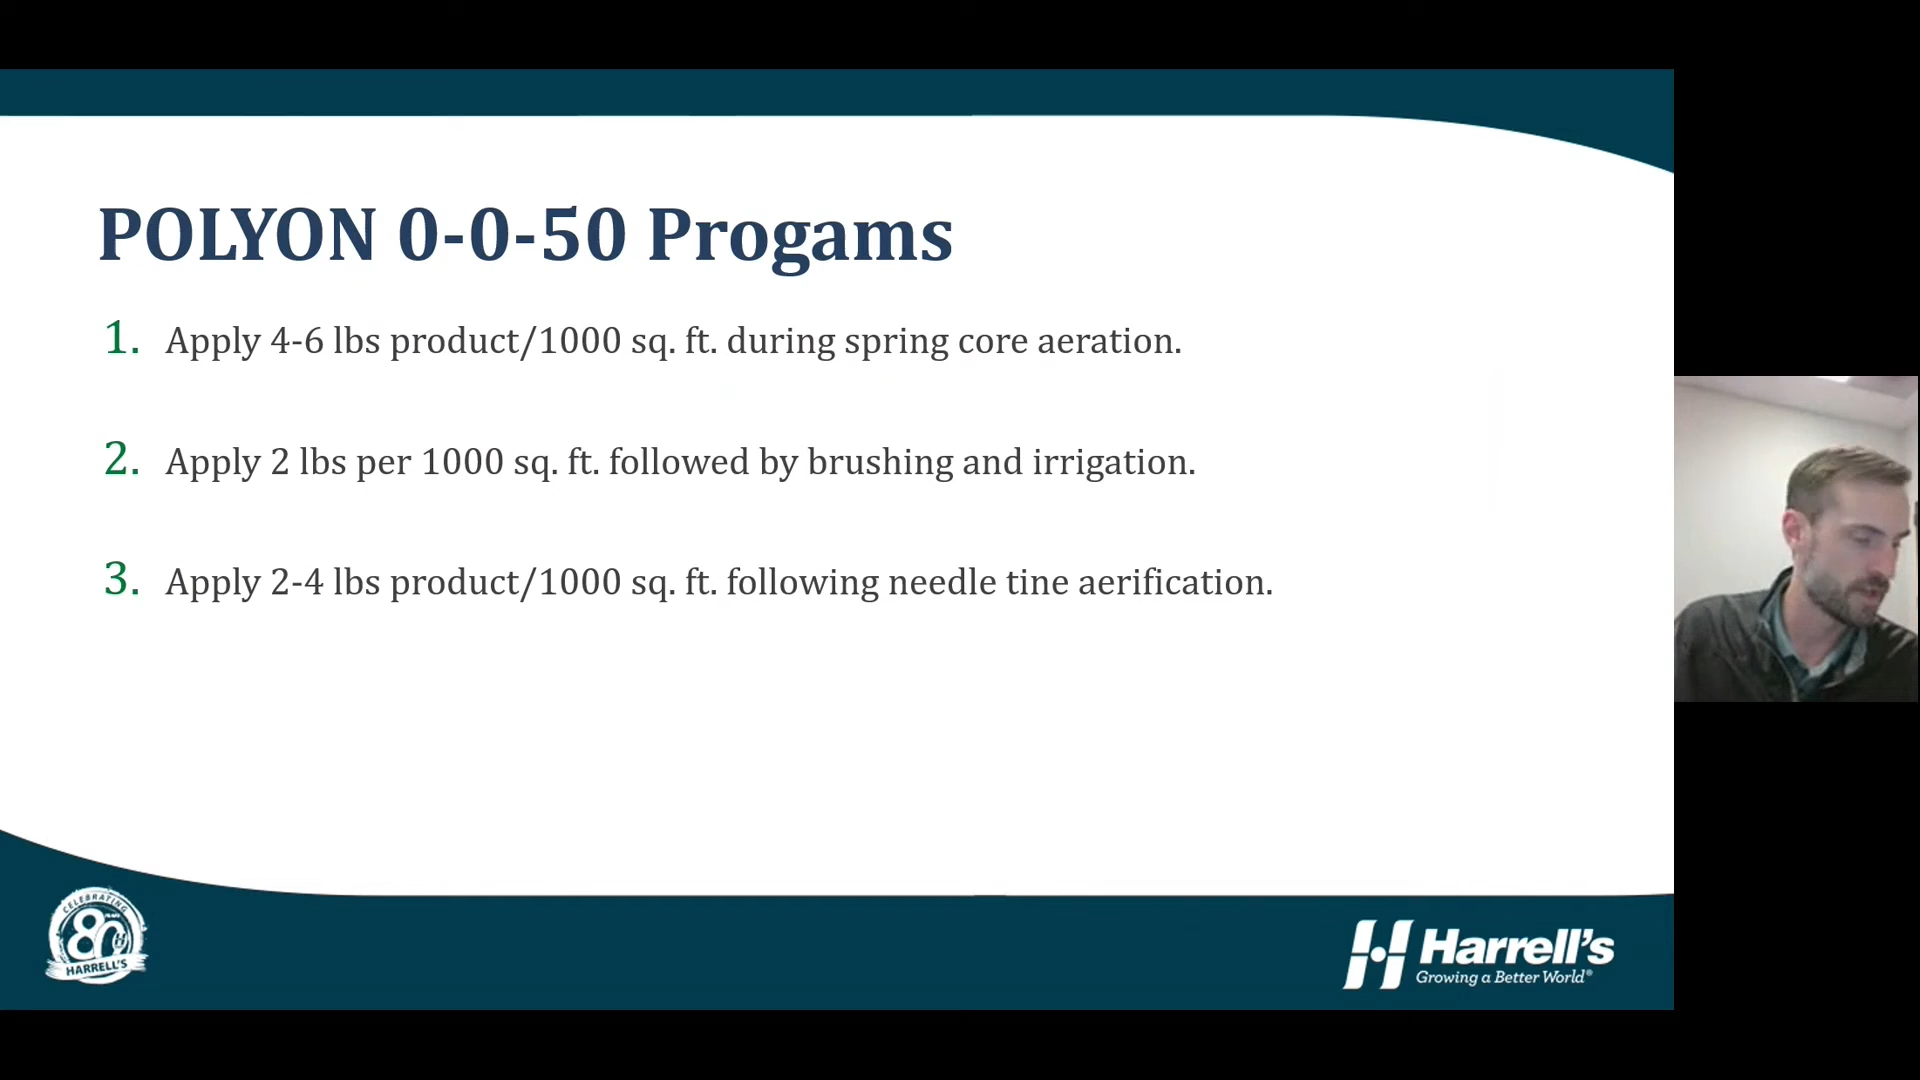 POLYON 0-0-50 Progams
1. Apply 4-6 lbs product/1000 sq. ft. during spring core aeration.
2. Apply 2 lbs per 1000 sq. ft. followed by brushing and irrigation.
3. Apply 2-4 lbs product/1000 sq. ft. following needle tine aerification.
CELEBRATING
80
HARRELL'S
Harrell's
Growing a Better World®